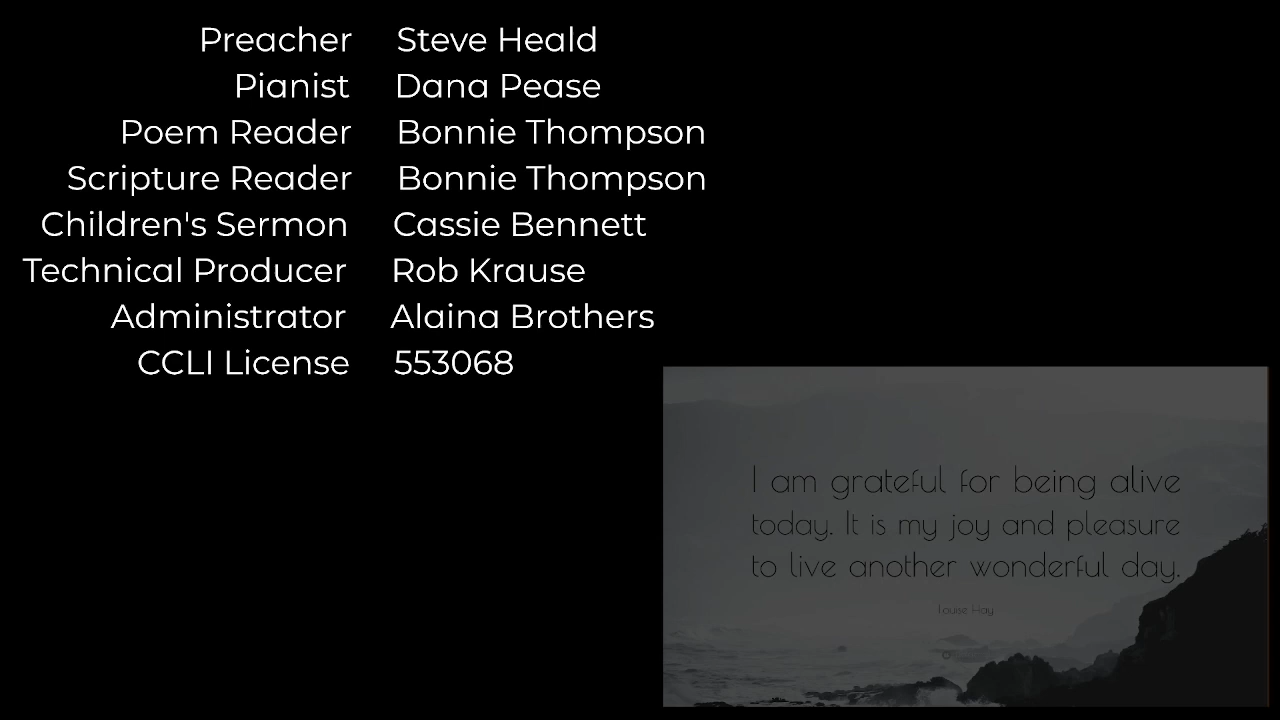 Preacher Steve Heald
Pianist Dana Pease
Poem Reader Bonnie Thompson
Scripture Reader Bonnie Thompson
Children's Sermon Cassie Bennett
Technical Producer Rob Krause
Administrator Alaina Brothers
CCLI License 553068
I am grateful for being alive
today. It is my joy and pleasure
to live another wonderful day.
Louise Hay